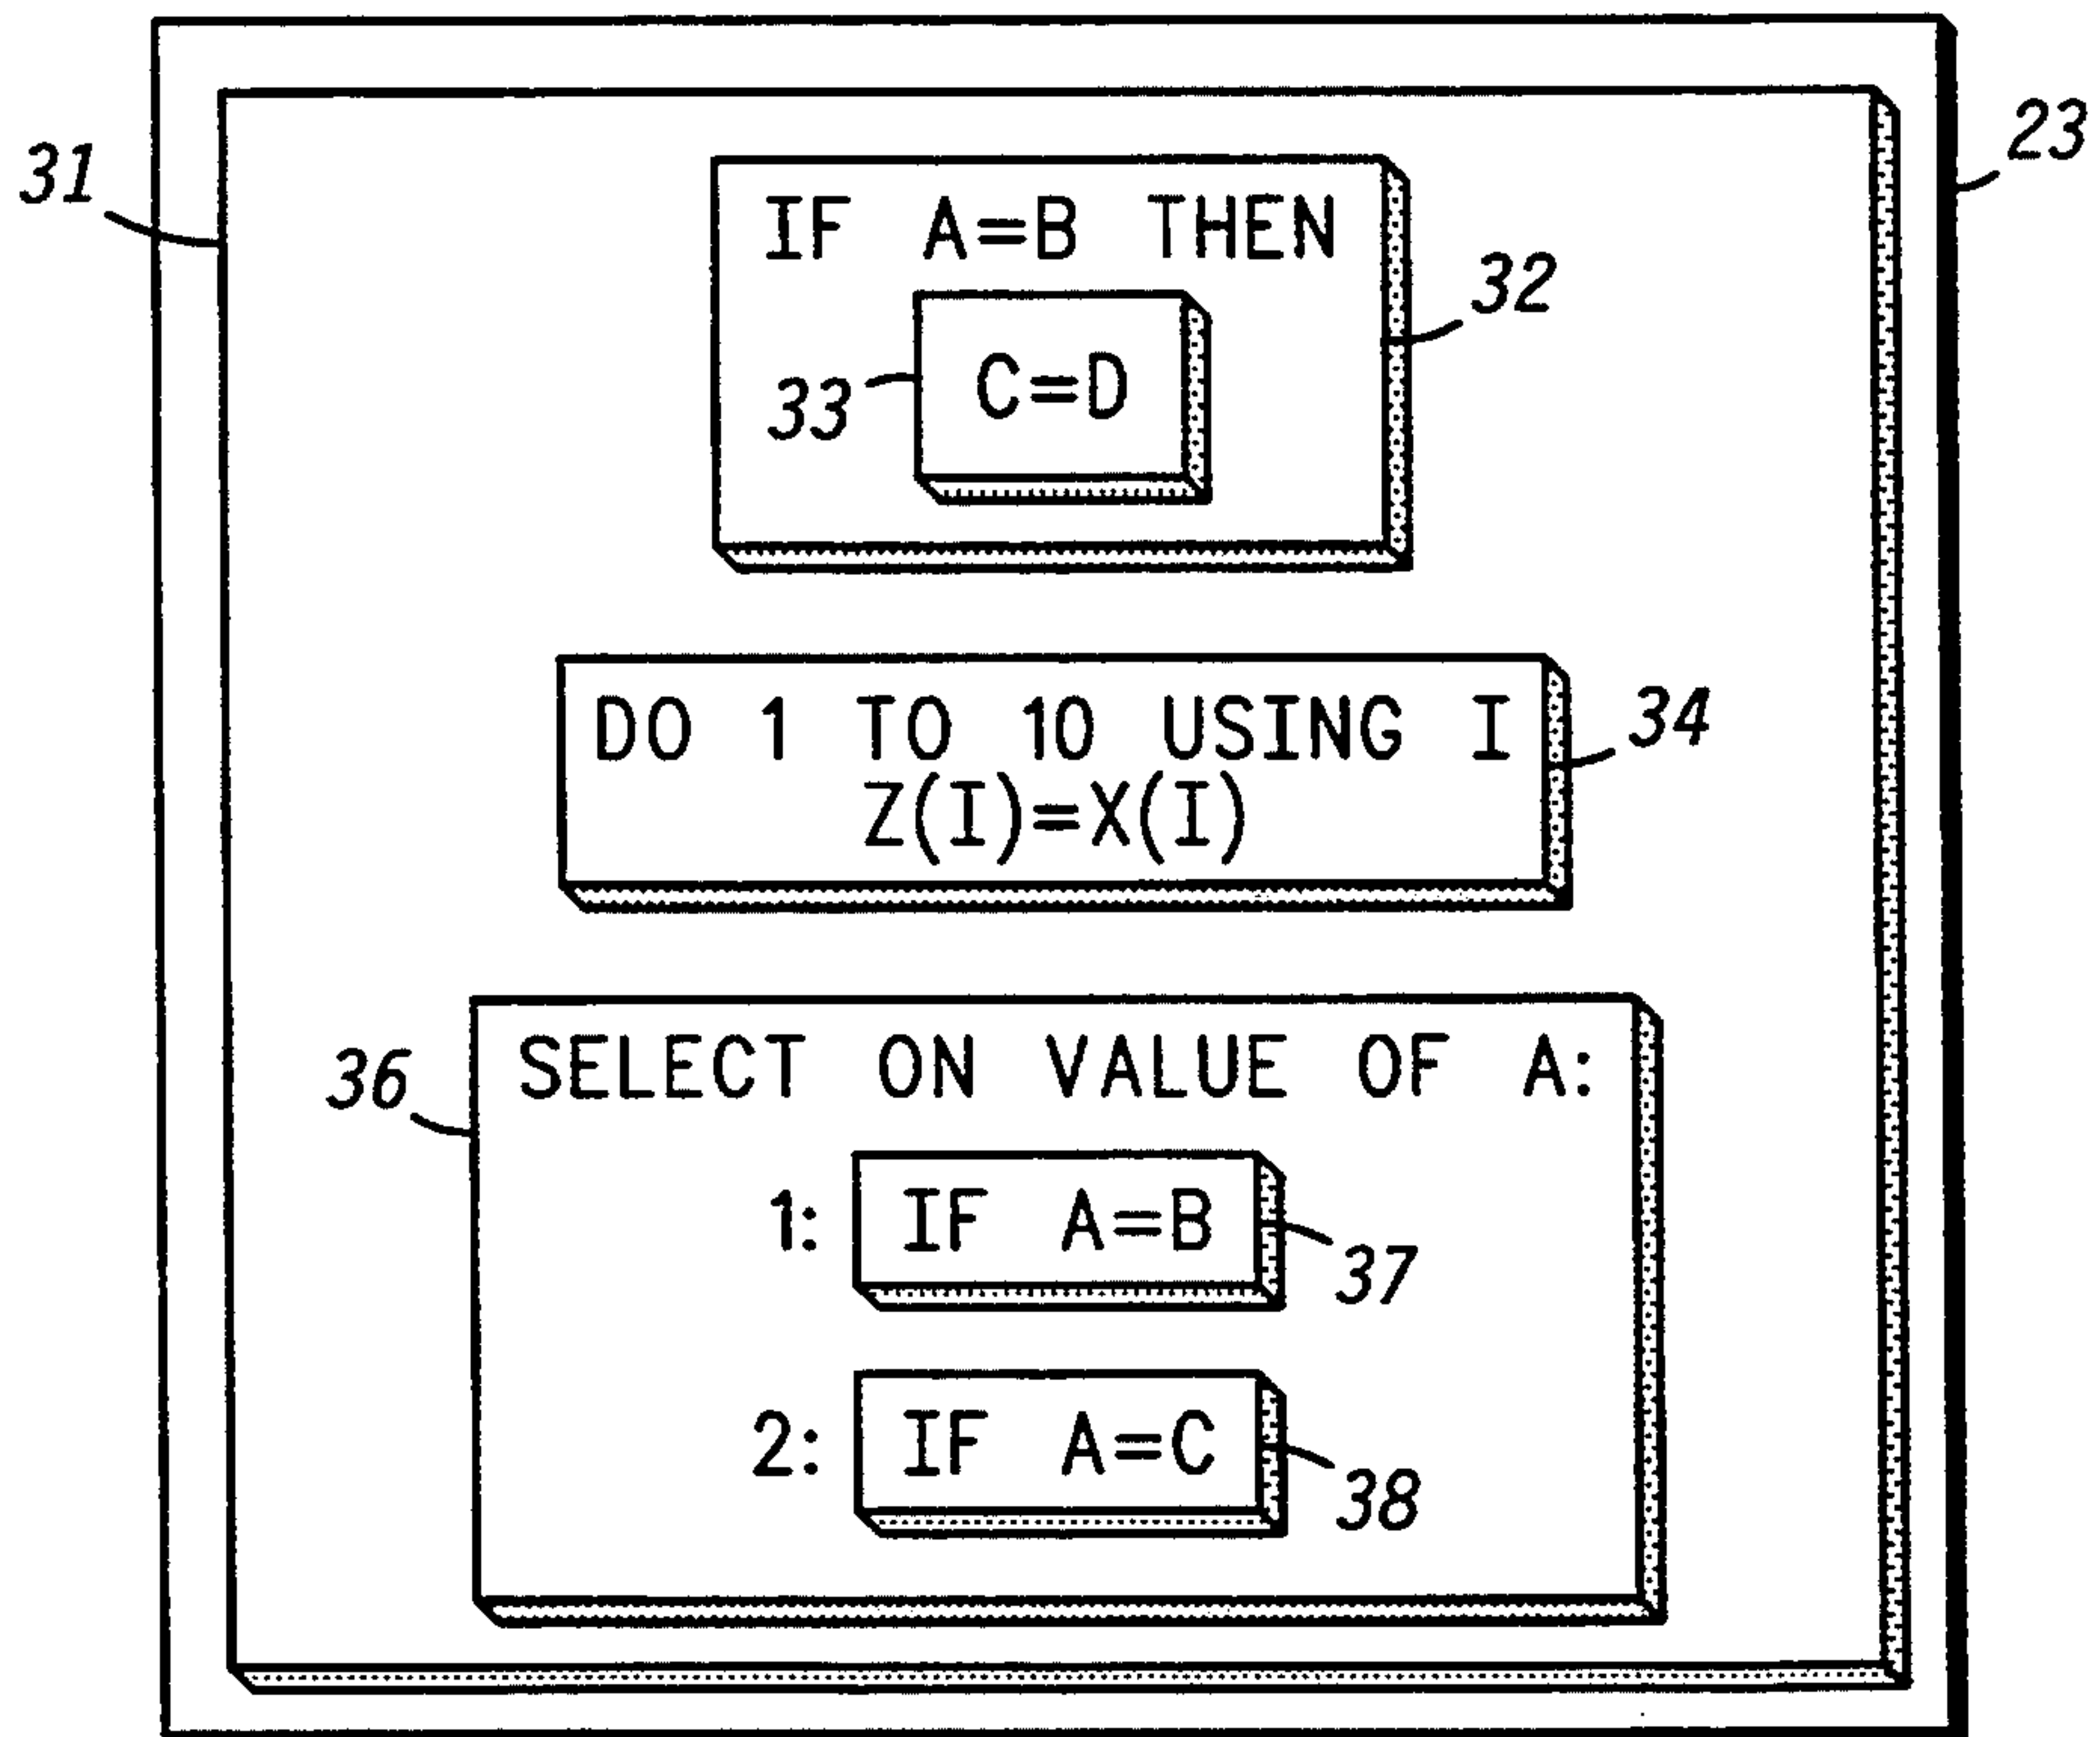 31
23
IF A=B THEN
32
33
C=D
DO 1 TO 10 USING I
34
Z(I)=X(I)
36
SELECT ON VALUE OF A:
1: IF A=B
37
2: IF A=C
38